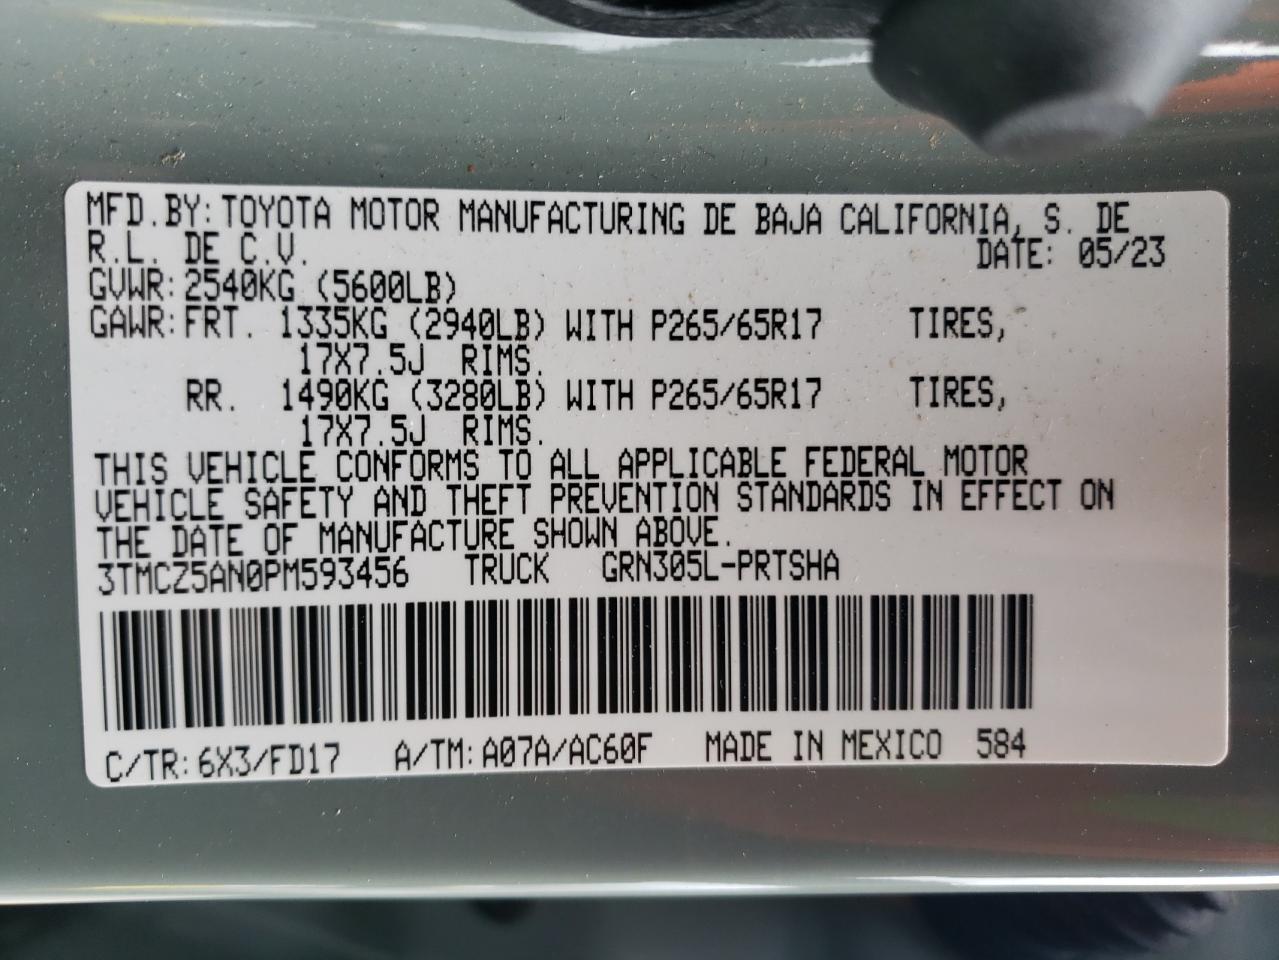 MFD.BY: TOYOTA MOTOR MANUFACTURING DE BAJA CALIFORNIA, S. DE
R.L. DE C.V. DATE: 05/23
GVWR: 2540KG (5600LB)
GAWR: FRT. 1335KG (2940LB) WITH P265/65R17 TIRES,
17X7.5J RIMS.
RR. 1490KG (3280LB) WITH P265/65R17 TIRES,
17X7.5J RIMS.
THIS VEHICLE CONFORMS TO ALL APPLICABLE FEDERAL MOTOR
VEHICLE SAFETY AND THEFT PREVENTION STANDARDS IN EFFECT ON
THE DATE OF MANUFACTURE SHOWN ABOVE.
3TMCZ5AN0PM593456 TRUCK GRN305L-PRTSHA
C/TR: 6X3/FD17 A/TM: A07A/AC60F MADE IN MEXICO 584